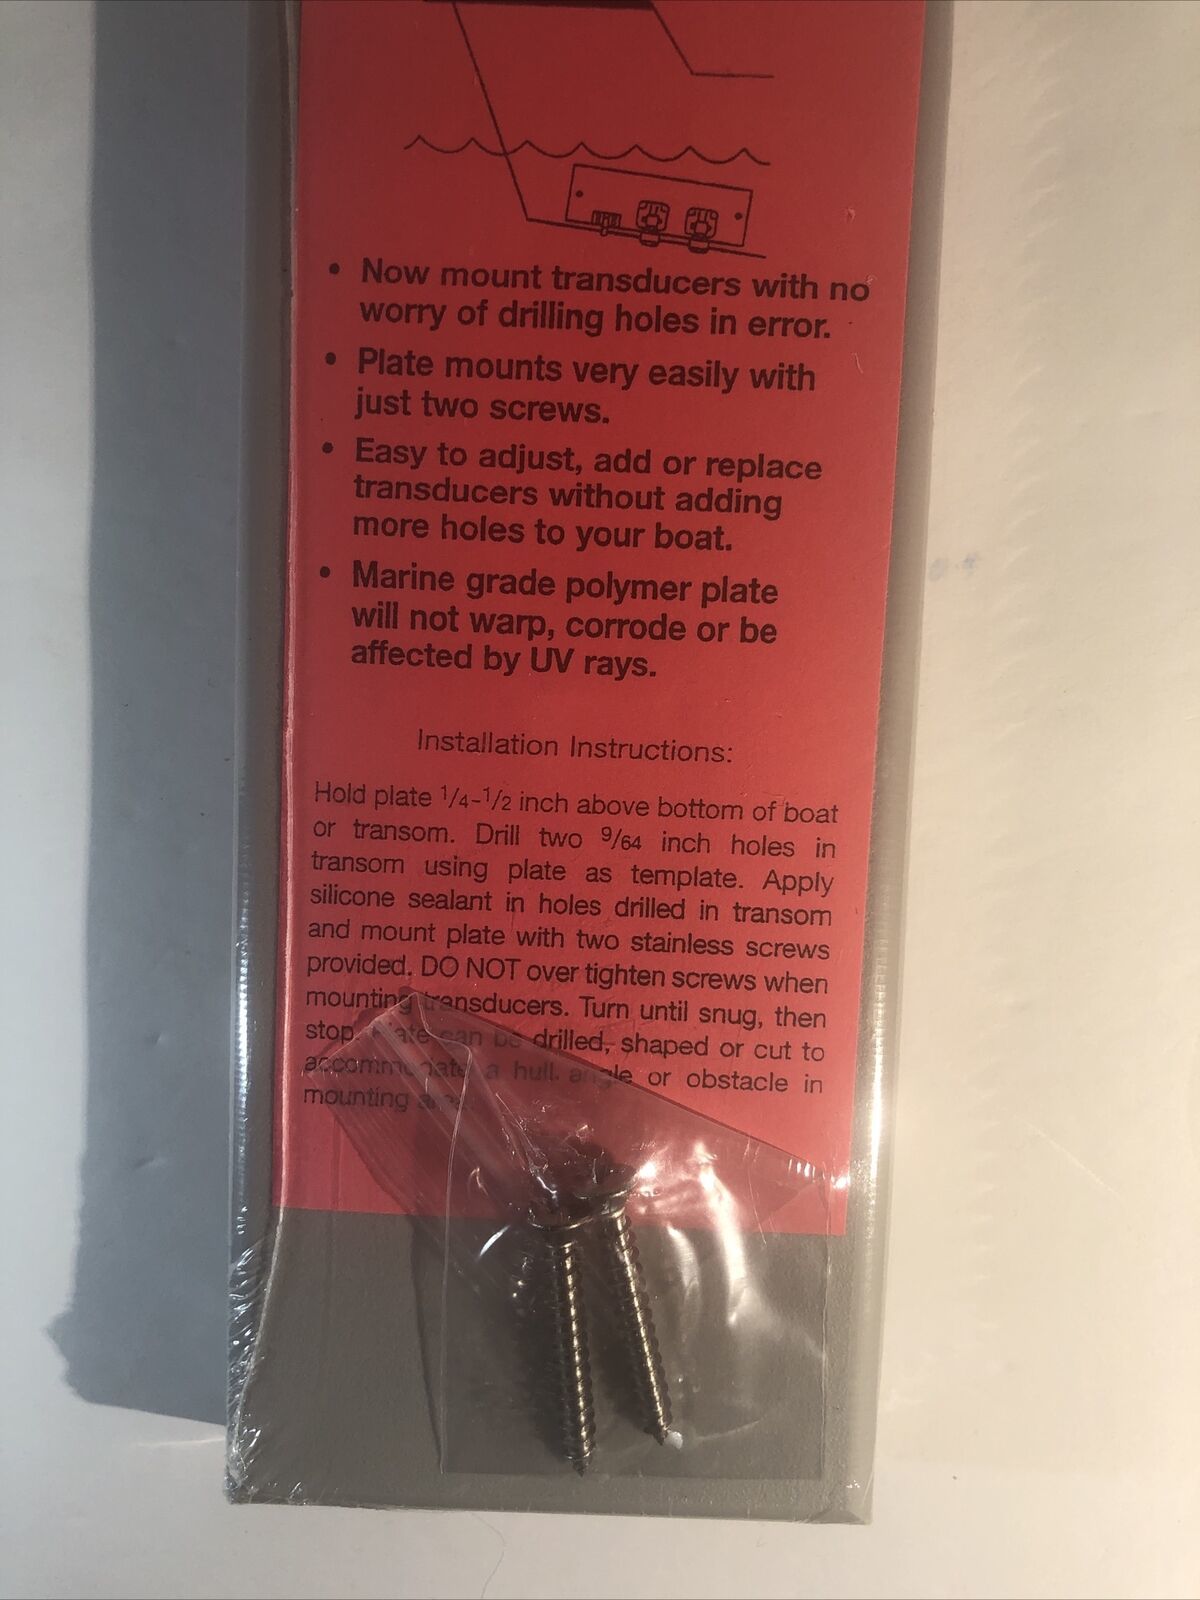 • Now mount transducers with no
worry of drilling holes in error.
• Plate mounts very easily with
just two screws.
• Easy to adjust, add or replace
transducers without adding
more holes to your boat.
• Marine grade polymer plate
will not warp, corrode or be
affected by UV rays.
Installation Instructions:
Hold plate 1/4-1/2 inch above bottom of boat
or transom. Drill two 9/64 inch holes in
transom using plate as template. Apply
silicone sealant in holes drilled in transom
and mount plate with two stainless screws
provided. DO NOT over tighten screws when
mounting transducers. Turn until snug, then
stop. Plate can be drilled, shaped or cut to
accommodate a hull angle or obstacle in
mounting area.